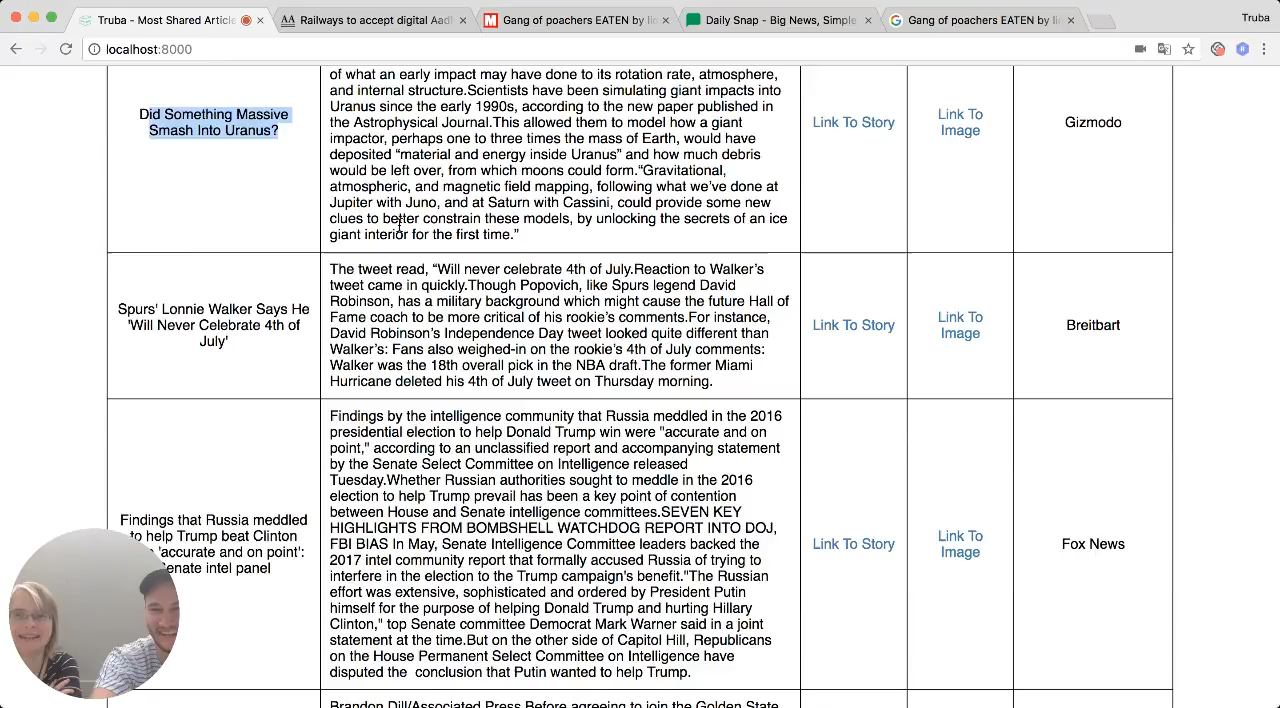 Truba - Most Shared Article
Railways to accept digital Aadl
Gang of poachers EATEN by li
Daily Snap - Big News, Simple
Gang of poachers EATEN by li
Truba
localhost:8000
Did Something Massive
Smash Into Uranus?
of what an early impact may have done to its rotation rate, atmosphere,
and internal structure.Scientists have been simulating giant impacts into
Uranus since the early 1990s, according to the new paper published in
the Astrophysical Journal.This allowed them to model how a giant
impactor, perhaps one to three times the mass of Earth, would have
deposited “material and energy inside Uranus” and how much debris
would be left over, from which moons could form.“Gravitational,
atmospheric, and magnetic field mapping, following what we’ve done at
Jupiter with Juno, and at Saturn with Cassini, could provide some new
clues to better constrain these models, by unlocking the secrets of an ice
giant interior for the first time.”
Link To Story
Link To
Image
Gizmodo
Spurs' Lonnie Walker Says He
'Will Never Celebrate 4th of
July'
The tweet read, “Will never celebrate 4th of July.Reaction to Walker’s
tweet came in quickly.Though Popovich, like Spurs legend David
Robinson, has a military background which might cause the future Hall of
Fame coach to be more critical of his rookie’s comments.For instance,
David Robinson’s Independence Day tweet looked quite different than
Walker’s: Fans also weighed-in on the rookie’s 4th of July comments:
Walker was the 18th overall pick in the NBA draft.The former Miami
Hurricane deleted his 4th of July tweet on Thursday morning.
Link To Story
Link To
Image
Breitbart
Findings that Russia meddled
to help Trump beat Clinton
'accurate and on point':
Senate intel panel
Findings by the intelligence community that Russia meddled in the 2016
presidential election to help Donald Trump win were "accurate and on
point," according to an unclassified report and accompanying statement
by the Senate Select Committee on Intelligence released
Tuesday.Whether Russian authorities sought to meddle in the 2016
election to help Trump prevail has been a key point of contention
between House and Senate intelligence committees.SEVEN KEY
HIGHLIGHTS FROM BOMBSHELL WATCHDOG REPORT INTO DOJ,
FBI BIAS In May, Senate Intelligence Committee leaders backed the
2017 intel community report that formally accused Russia of trying to
interfere in the election to the Trump campaign's benefit."The Russian
effort was extensive, sophisticated and ordered by President Putin
himself for the purpose of helping Donald Trump and hurting Hillary
Clinton," top Senate committee Democrat Mark Warner said in a joint
statement at the time.But on the other side of Capitol Hill, Republicans
on the House Permanent Select Committee on Intelligence have
disputed the  conclusion that Putin wanted to help Trump.
Link To Story
Link To
Image
Fox News
Brandon Dill/Associated Press Before agreeing to join the Golden State